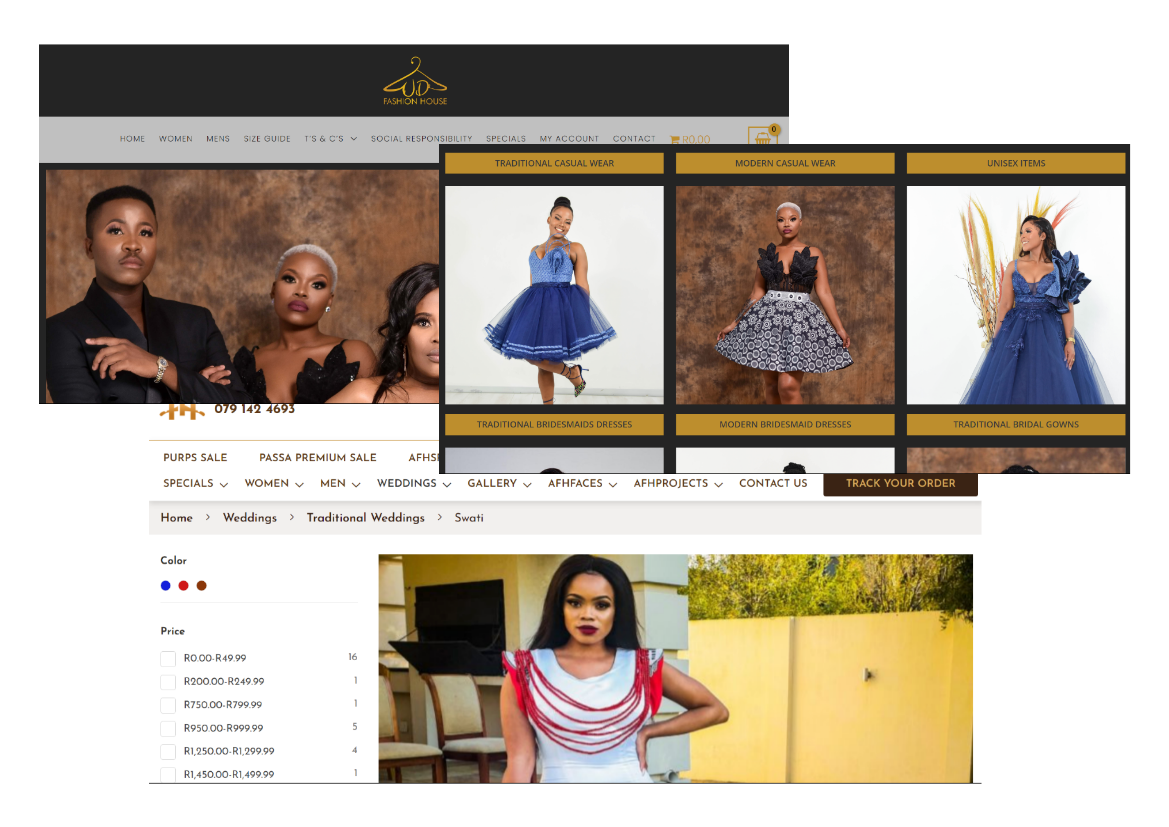 UD
FASHION HOUSE
HOME WOMEN MENS SIZE GUIDE T'S & C'S SOCIAL RESPONSIBILITY SPECIALS MY ACCOUNT CONTACT R0.00 0
TRADITIONAL CASUAL WEAR MODERN CASUAL WEAR UNISEX ITEMS
TRADITIONAL BRIDESMAIDS DRESSES MODERN BRIDESMAID DRESSES TRADITIONAL BRIDAL GOWNS
079 142 4693
PURPS SALE PASSA PREMIUM SALE
SPECIALS WOMEN MEN WEDDINGS GALLERY AFHFACES AFHPROJECTS CONTACT US TRACK YOUR ORDER
Home > Weddings > Traditional Weddings > Swati
Color
Price
R0.00-R49.99 16
R200.00-R249.99 1
R750.00-R799.99 1
R950.00-R999.99 5
R1,250.00-R1,299.99 4
R1,450.00-R1,499.99 1